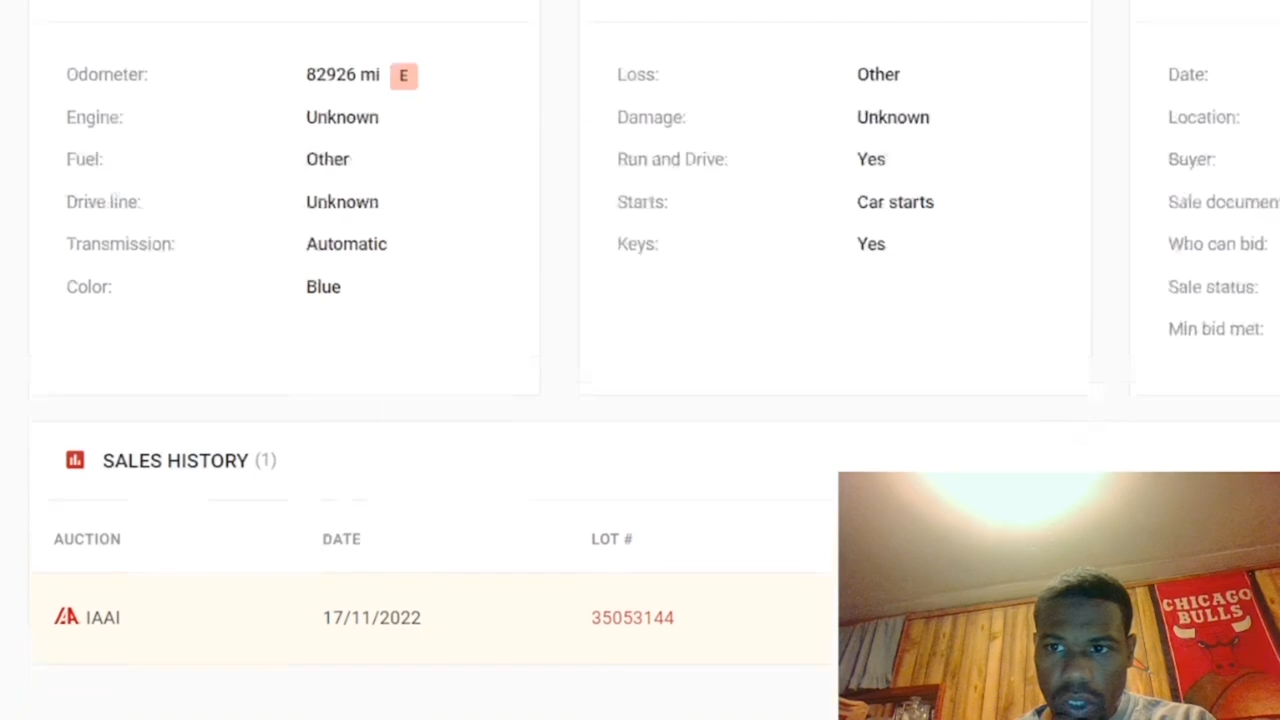 Odometer: 82926 mi E
Engine: Unknown
Fuel: Other
Drive line: Unknown
Transmission: Automatic
Color: Blue
Loss: Other
Damage: Unknown
Run and Drive: Yes
Starts: Car starts
Keys: Yes
Date:
Location:
Buyer:
Sale documen
Who can bid:
Sale status:
Min bid met:
SALES HISTORY (1)
AUCTION DATE LOT #
IAAI 17/11/2022 35053144
CHICAGO
BULLS